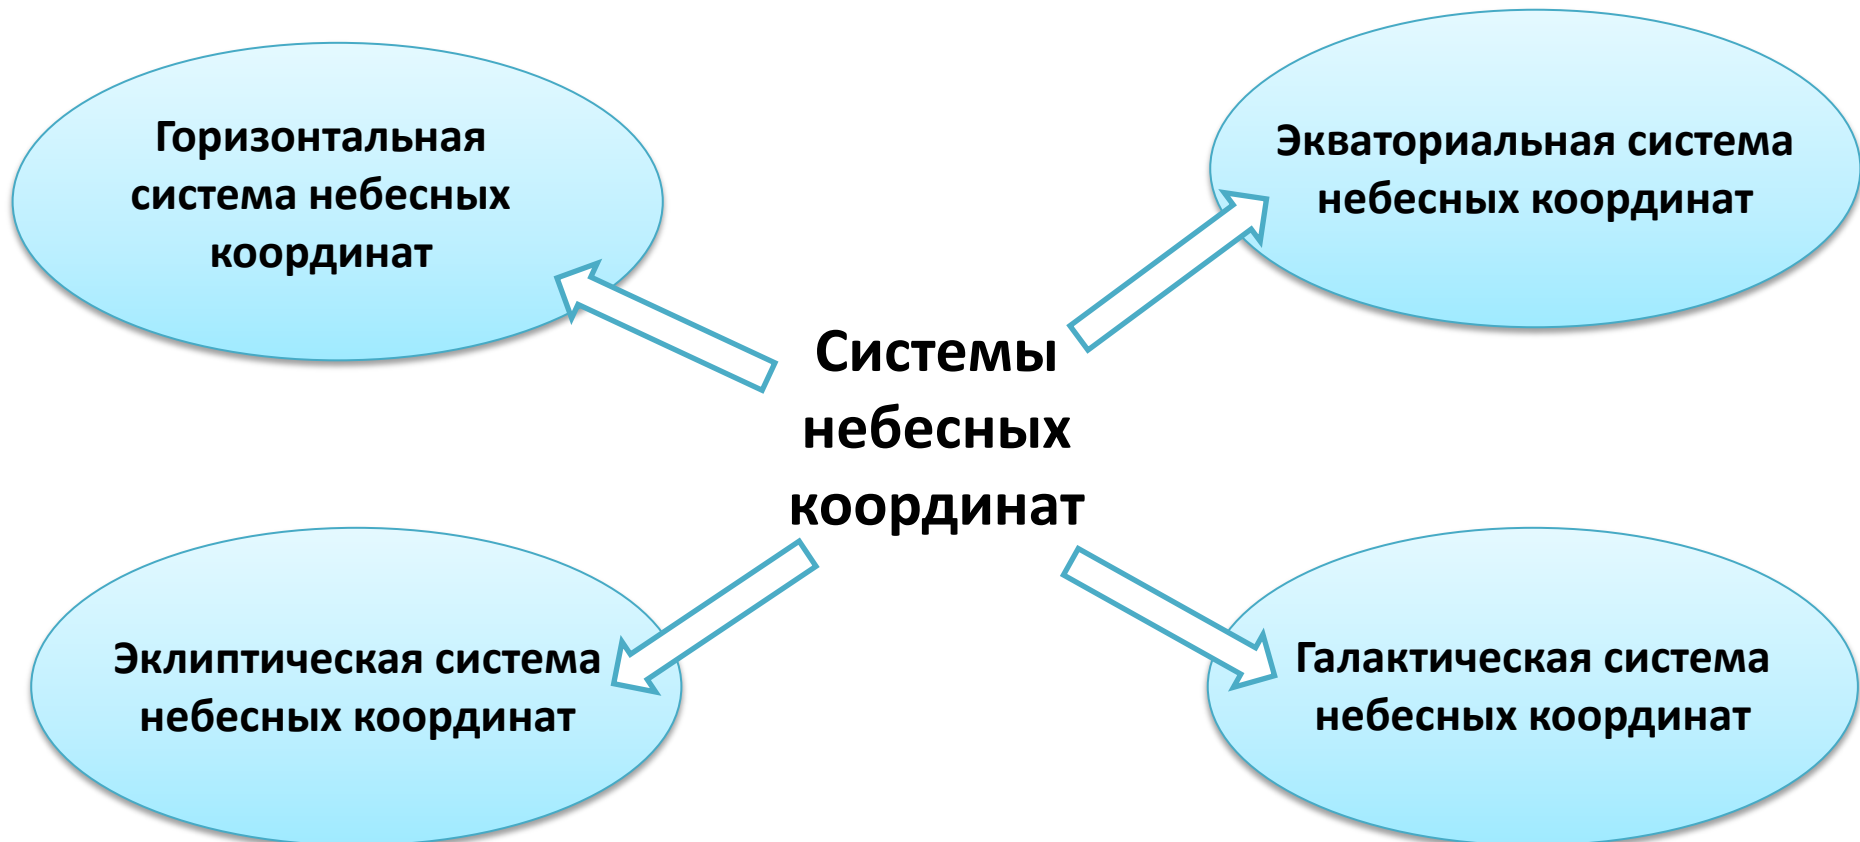 Горизонтальная
система небесных
координат
Экваториальная система
небесных координат
Системы
небесных
координат
Эклиптическая система
небесных координат
Галактическая система
небесных координат